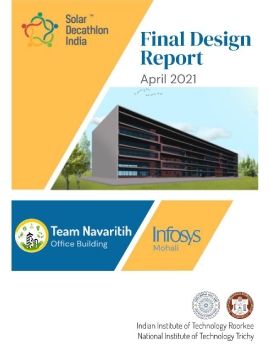 Solar
Decathlon
India
Final Design
Report
April 2021
Team Navaritih
Office Building
Infosys
Mohali
Indian Institute of Technology Roorkee
National Institute of Technology Trichy